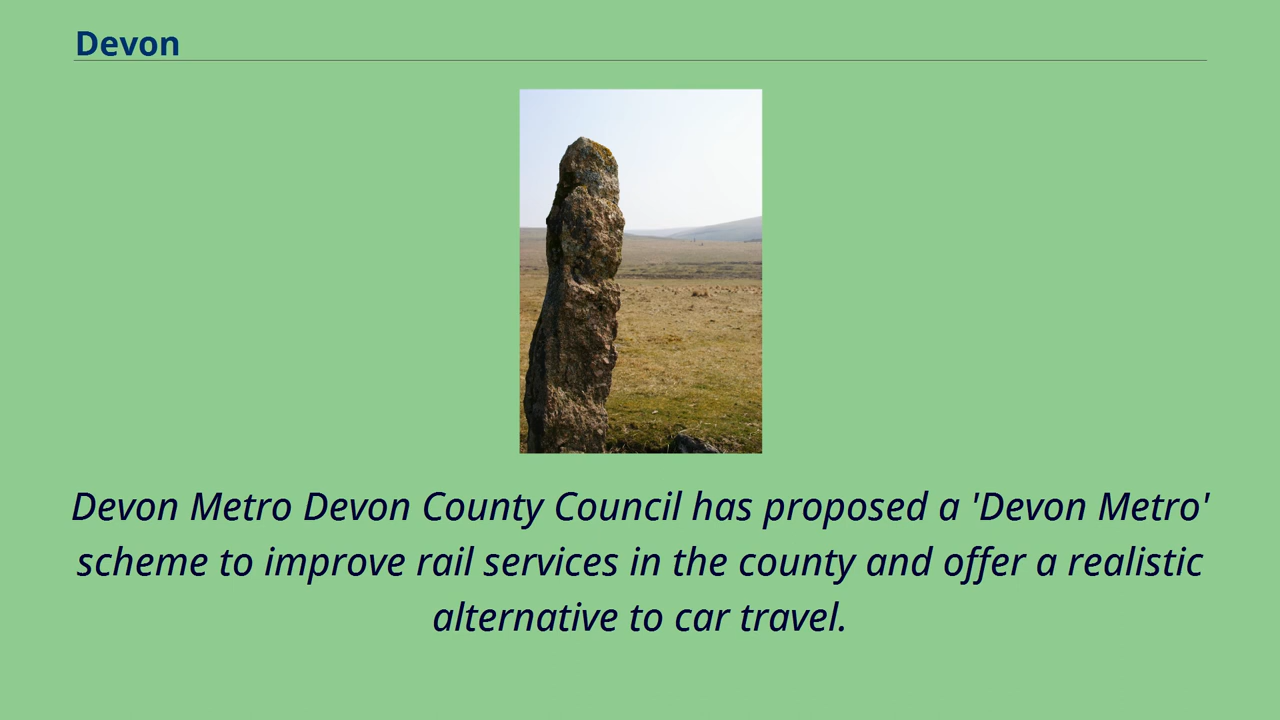 Devon
Devon Metro Devon County Council has proposed a 'Devon Metro'
scheme to improve rail services in the county and offer a realistic
alternative to car travel.